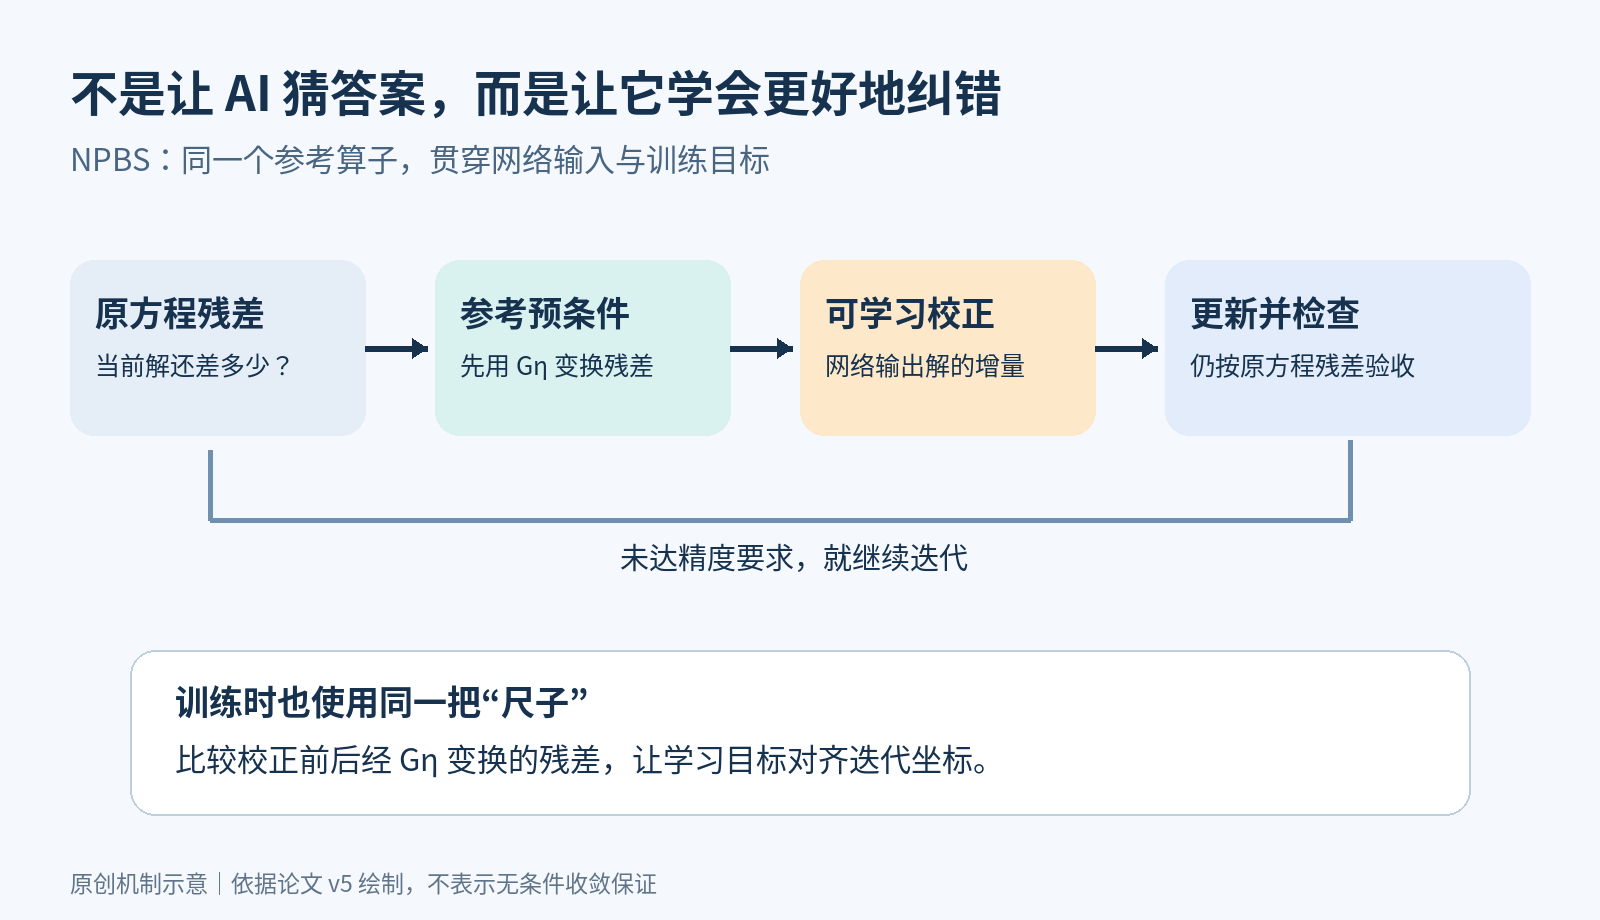 不是让 AI 猜答案，而是让它学会更好地纠错
NPBS：同一个参考算子，贯穿网络输入与训练目标
原方程残差
当前解还差多少？
参考预条件
先用 Gη 变换残差
可学习校正
网络输出解的增量
更新并检查
仍按原方程残差验收
未达精度要求，就继续迭代
训练时也使用同一把“尺子”
比较校正前后经 Gη 变换的残差，让学习目标对齐迭代坐标。
原创机制示意｜依据论文 v5 绘制，不表示无条件收敛保证